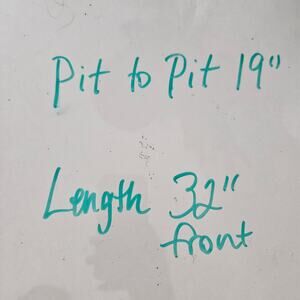 Pit to Pit 19"
Length 32"
front